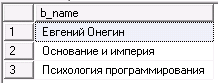 b_name
1 Евгений Онегин
2 Основание и империя
3 Психология программирования